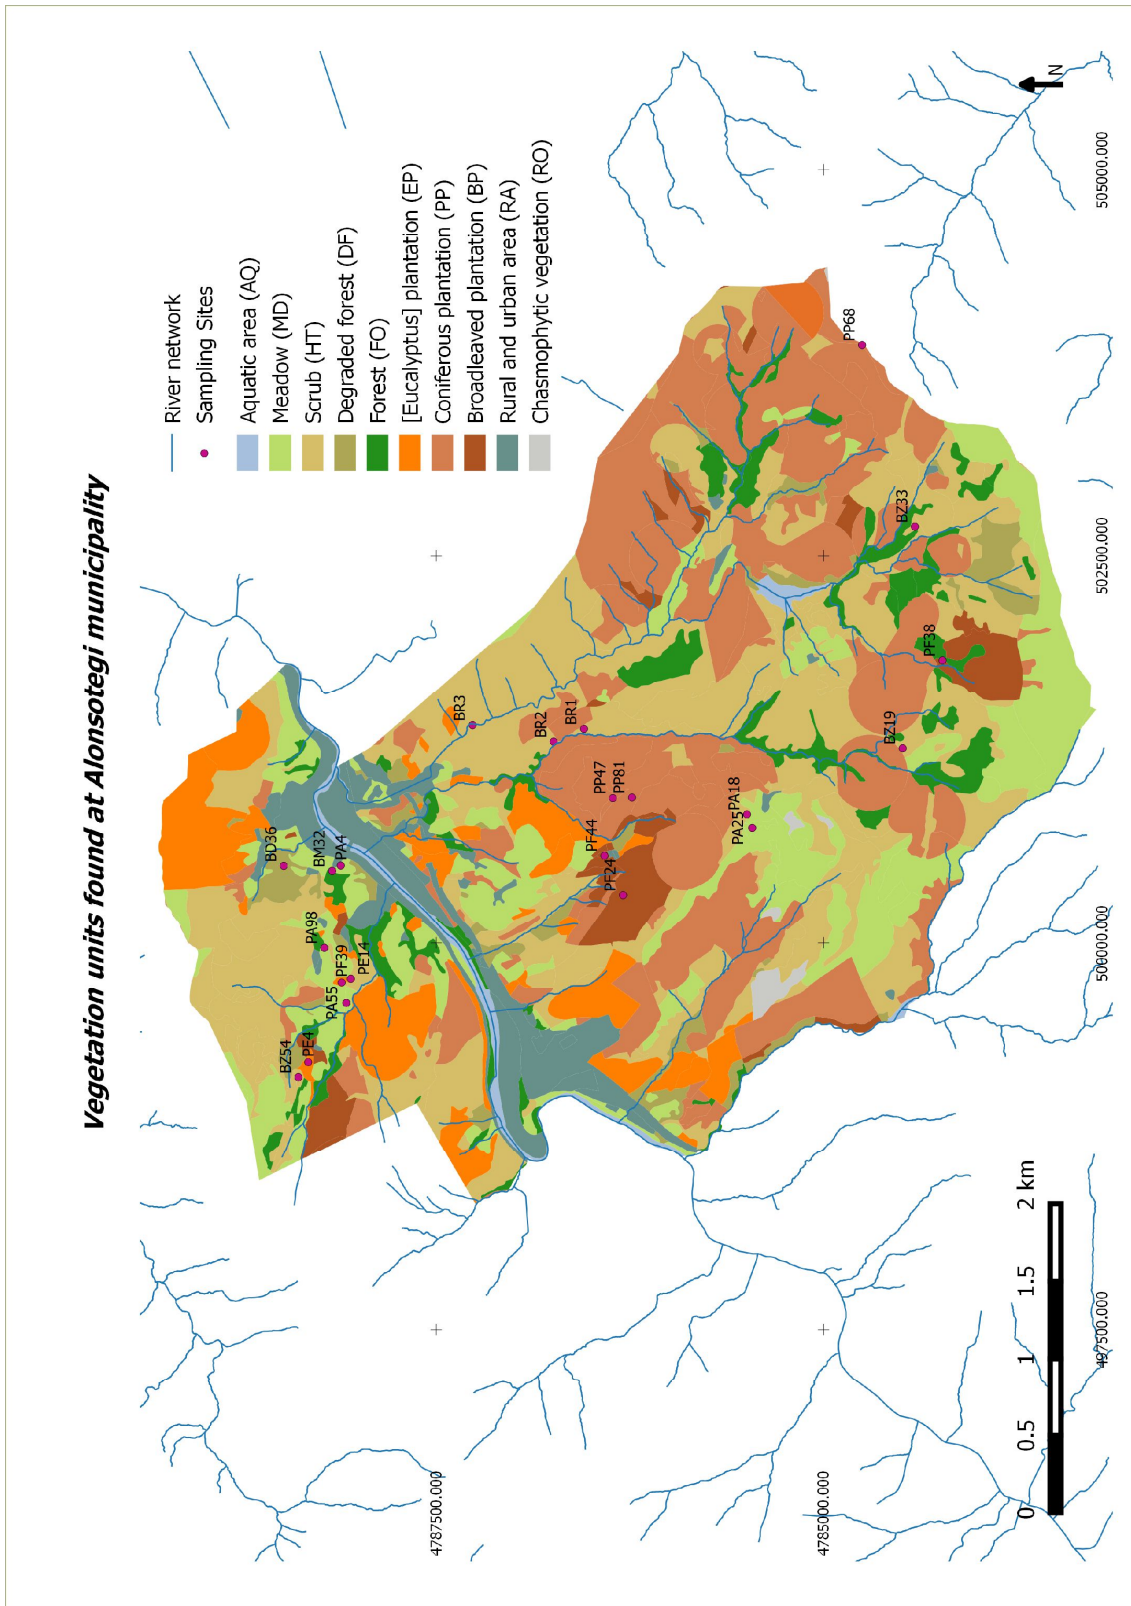 Vegetation units found at Alonsotegi municipality
River network
Sampling Sites
Aquatic area (AQ)
Meadow (MD)
Scrub (HT)
Degraded forest (DF)
Forest (FO)
[Eucalyptus] plantation (EP)
Coniferous plantation (PP)
Broadleaved plantation (BP)
Rural and urban area (RA)
Chasmophytic vegetation (RO)
N
BZ54
PE4
PA55
PF39
PE14
PA98
BD36
BM32
PA4
BR3
BR2
BR1
PP47
PP81
PF44
PF24
PA25
PA18
BZ19
PF38
BZ33
PP68
4787500.000
4785000.000
497500.000
500000.000
502500.000
505000.000
0
0.5
1
1.5
2 km